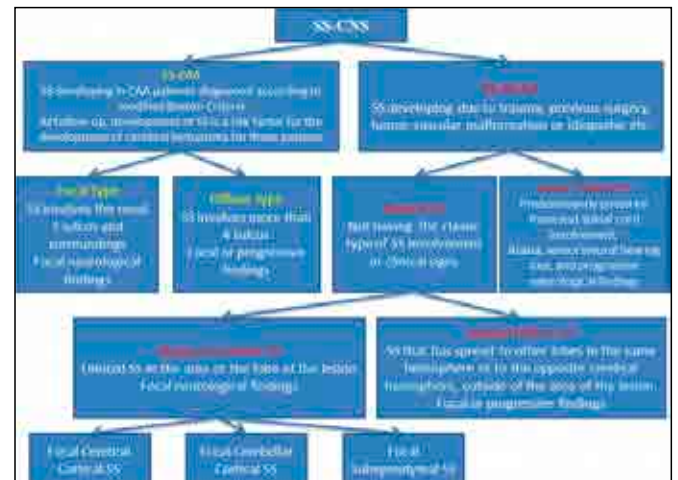 SS-CNS
SS-CAA
SS developing in CAA patients diagnosed according to
modified Boston Criteria
At follow-up, development of SS is a risk factor for the
development of cerebral for these patients
SS developing due to trauma, previous surgery,
tumor, vascular malformation or idiopathic etc.
Focal Type
SS involves the most
3 sulcus and
surroundings
Focal neurological
findings
Diffuse Type
SS involves more than
4 sulcus
Focal or progressive
findings
Not having the classic
type of SS involvement
or clinical signs
Predominantly posterior
fossa and spinal cord
involvement,
Ataxia, sensorineural hearing
loss, and progressive
neurological findings
Limited SS in the area or the lobe of the lesion
Focal neurological findings
SS that has spread to other lobes in the same
hemisphere or to the opposite cerebral
hemisphere, outside of the area of the lesion.
Focal or progressive findings
Focal Cerebral
Cortical SS
Focal Cerebellar
Cortical SS
Focal
Subependymal SS